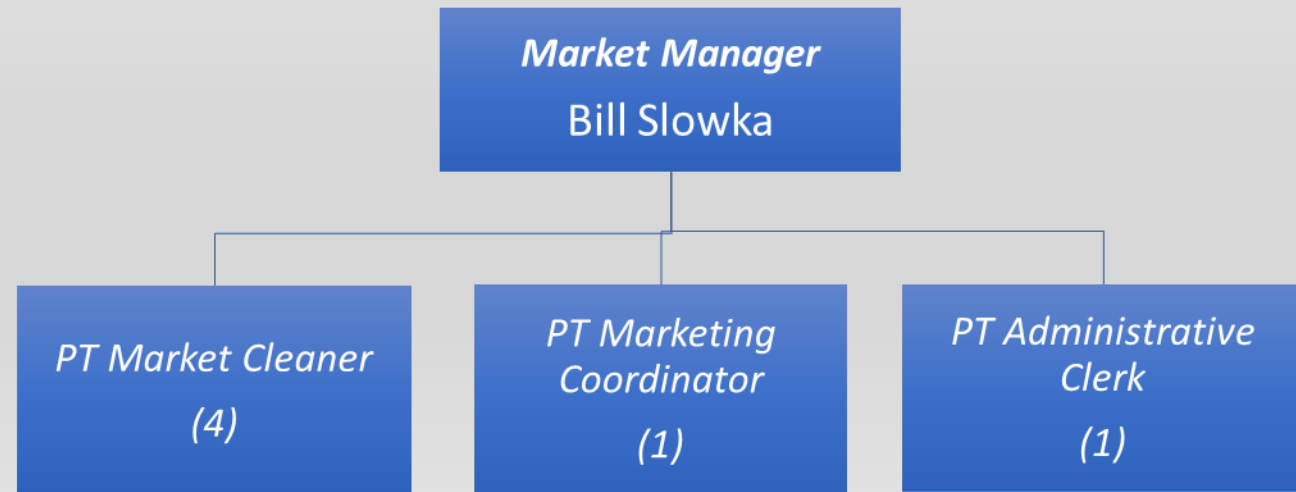 Market Manager
Bill Slowka
PT Market Cleaner
(4)
PT Marketing
Coordinator
(1)
PT Administrative
Clerk
(1)